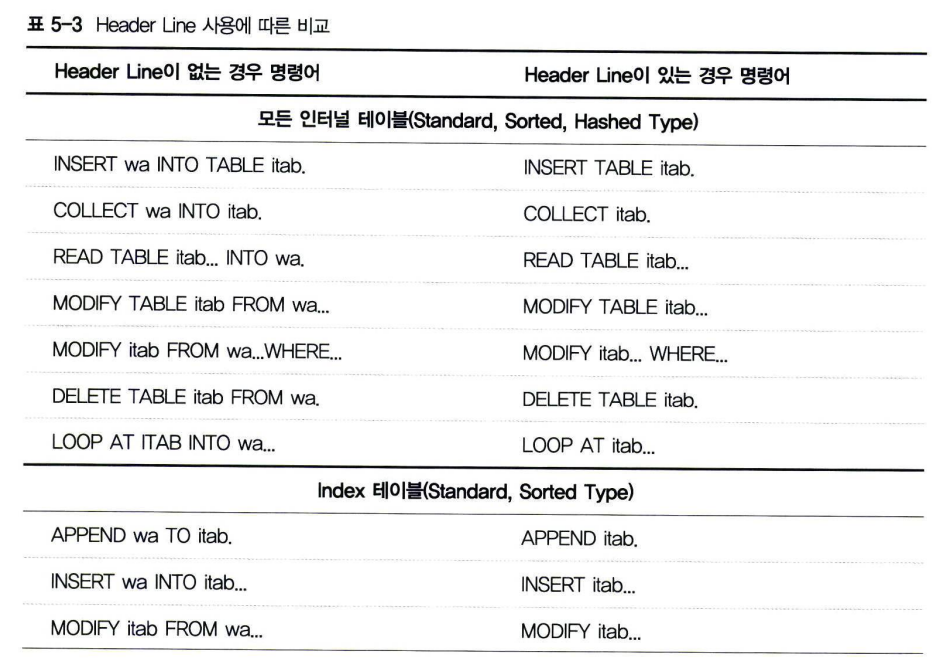 표 5-3 Header Line 사용에 따른 비교
Header Line이 없는 경우 명령어 Header Line이 있는 경우 명령어
모든 인터널 테이블(Standard, Sorted, Hashed Type)
INSERT wa INTO TABLE itab. INSERT TABLE itab.
COLLECT wa INTO itab. COLLECT itab.
READ TABLE itab... INTO wa. READ TABLE itab...
MODIFY TABLE itab FROM wa... MODIFY TABLE itab...
MODIFY itab FROM wa...WHERE... MODIFY itab... WHERE...
DELETE TABLE itab FROM wa. DELETE TABLE itab.
LOOP AT ITAB INTO wa... LOOP AT itab...
Index 테이블(Standard, Sorted Type)
APPEND wa TO itab. APPEND itab.
INSERT wa INTO itab... INSERT itab...
MODIFY itab FROM wa... MODIFY itab...